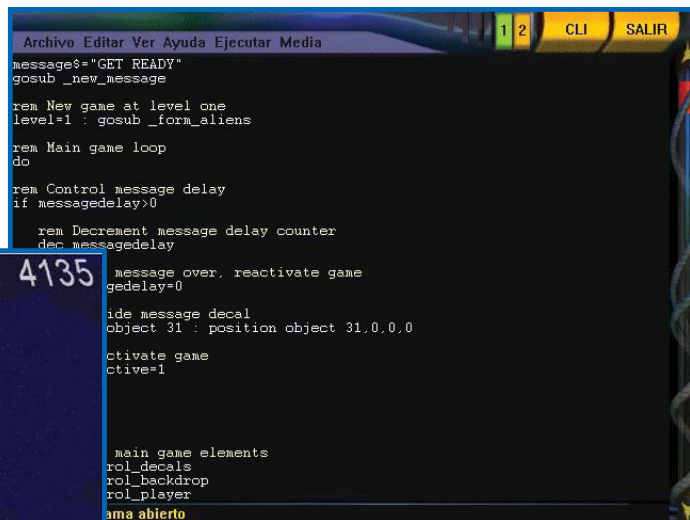 1 2 CLI SALIR
Archivo Editar Ver Ayuda Ejecutar Media
message$="GET READY"
gosub _new_message
rem New game at level one
level=1 : gosub _form_aliens
rem Main game loop
do
rem Control message delay
if messagedelay>0
rem Decrement message delay counter
dec messagedelay
4135
message over, reactivate game
gedelay=0
ide message decal
object 31 : position object 31,0,0,0
ctivate game
ctive=1
main game elements
rol_decals
rol_backdrop
rol_player
ama abierto